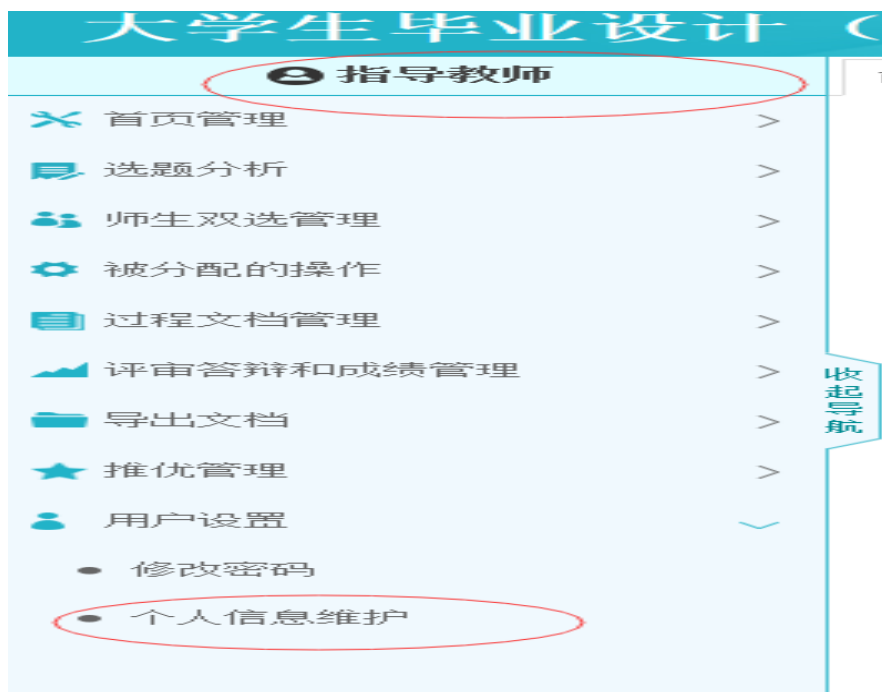 大学生毕业设计（
指导教师
首页管理
选题分析
师生双选管理
被分配的操作
过程文档管理
评审答辩和成绩管理
导出文档
推优管理
用户设置
修改密码
个人信息维护
收起导航